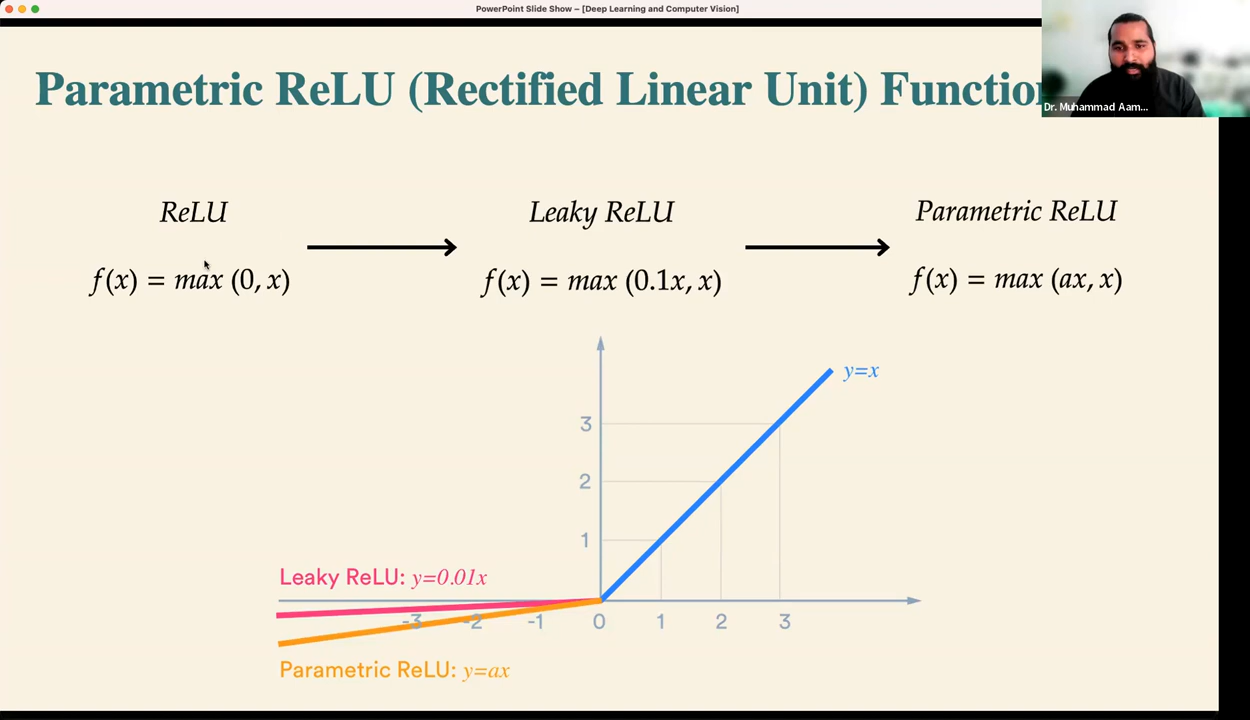 PowerPoint Slide Show – [Deep Learning and Computer Vision]
Parametric ReLU (Rectified Linear Unit) Functio
Dr. Muhammad Aam...
ReLU
Leaky ReLU
Parametric ReLU
f(x) = max (0, x)
f(x) = max (0.1x, x)
f(x) = max (ax, x)
y=x
3
2
1
Leaky ReLU: y=0.01x
-3 -2 -1 0 1 2 3
Parametric ReLU: y=ax